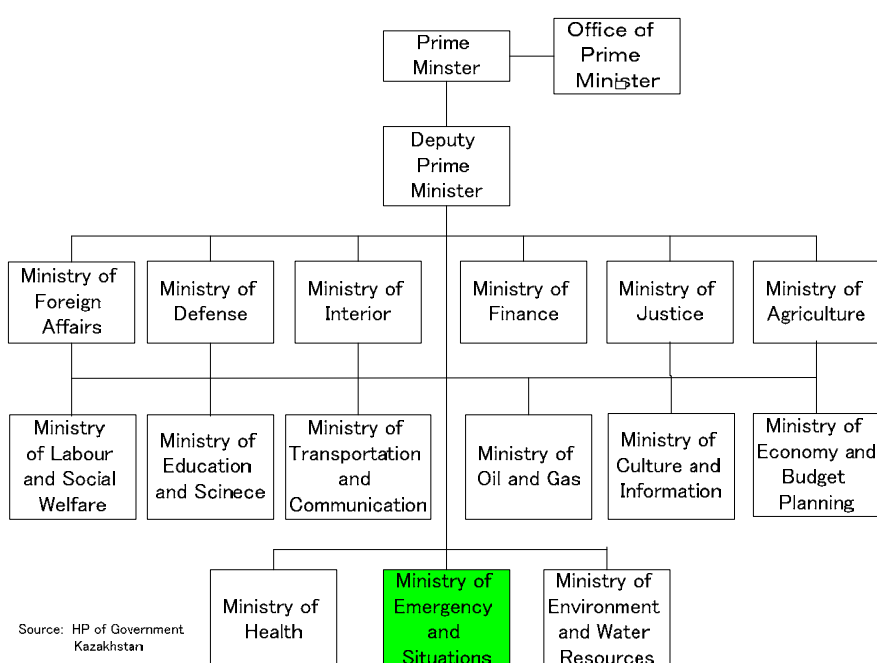 Prime
Minster
Office of
Prime
Minister
Deputy
Prime
Minister
Ministry of
Foreign
Affairs
Ministry of
Defense
Ministry of
Interior
Ministry of
Finance
Ministry of
Justice
Ministry of
Agriculture
Ministry
of Labour
and Social
Welfare
Ministry of
Education
and Scinece
Ministry of
Transportation
and
Communication
Ministry of
Oil and Gas
Ministry of
Culture and
Information
Ministry of
Economy and
Budget
Planning
Ministry of
Health
Ministry of
Emergency
and
Situations
Ministry of
Environment
and Water
Resources
Source: HP of Government
Kazakhstan